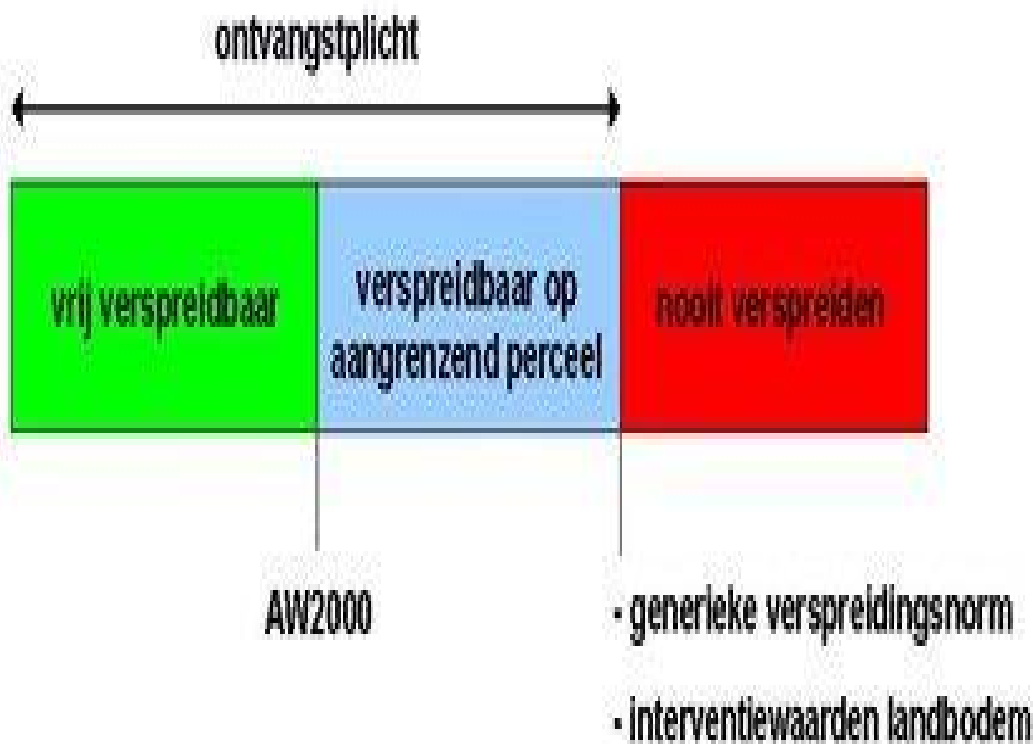 ontvangstplicht
vrij verspreidbaar
verspreidbaar op
aangrenzend perceel
nooit verspreiden
AW2000
- generieke verspreidingsnorm
- interventiewaarden landbodem